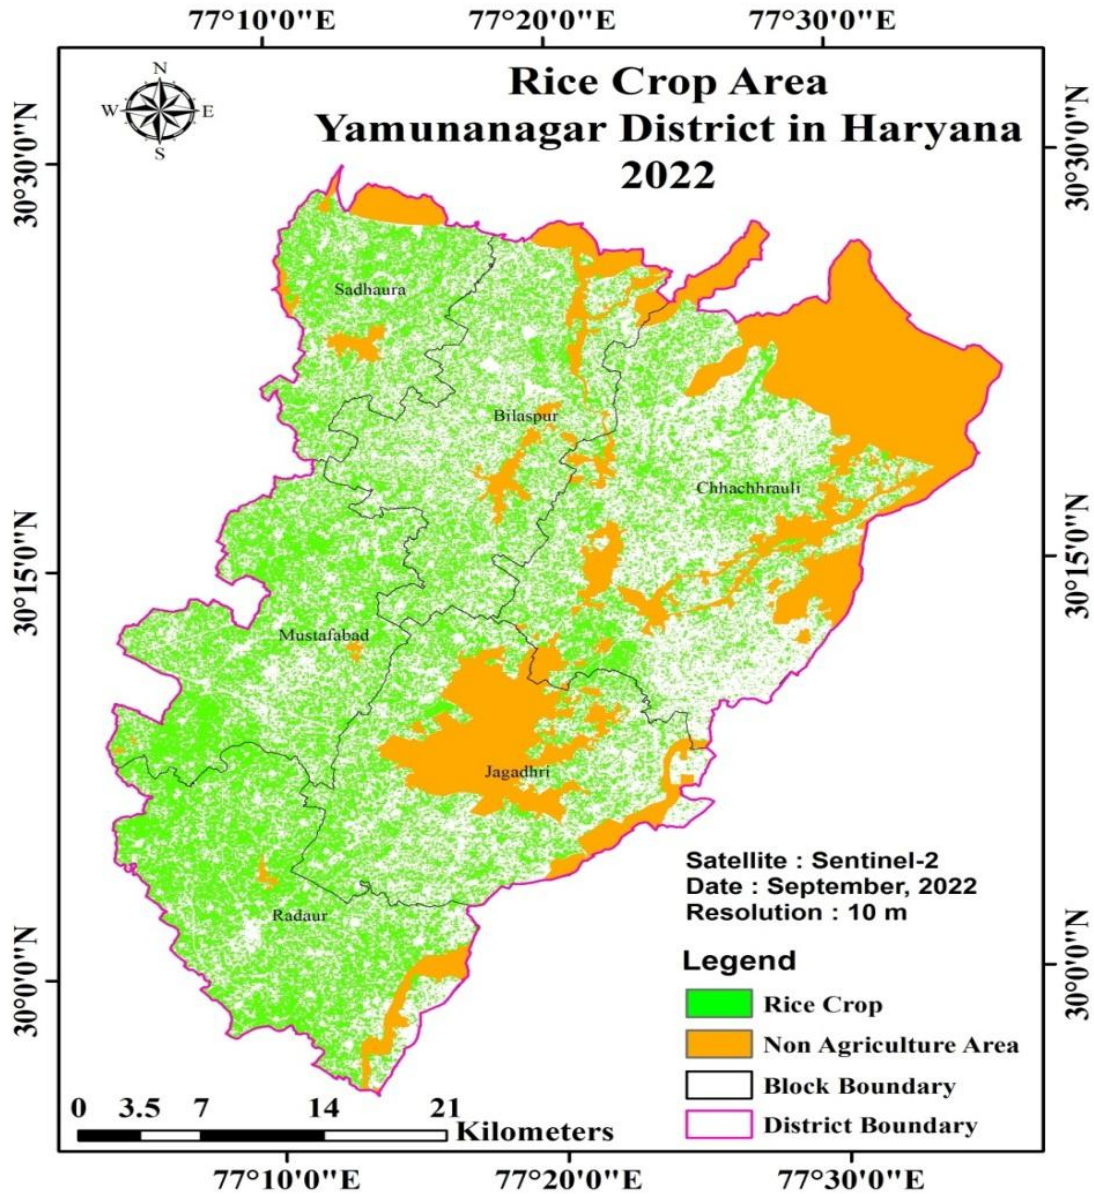 77°10'0"E 77°20'0"E 77°30'0"E
Rice Crop Area
Yamunanagar District in Haryana
2022
N
W E
S
30°30'0"N
30°30'0"N
Sadhaura
Bilaspur
Chhachhrauli
30°15'0"N
30°15'0"N
Mustafabad
Jagadhri
Radaur
Satellite : Sentinel-2
Date : September, 2022
Resolution : 10 m
30°0'0"N
30°0'0"N
Legend
Rice Crop
Non Agriculture Area
Block Boundary
District Boundary
0 3.5 7 14 21
Kilometers
77°10'0"E 77°20'0"E 77°30'0"E